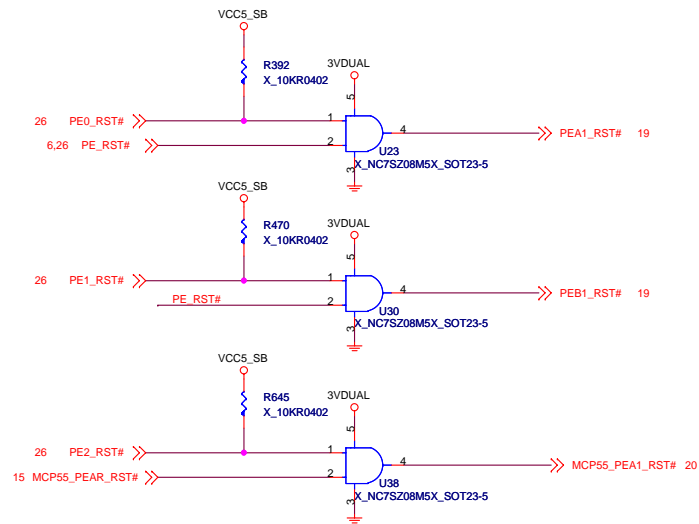 VCC5_SB
R392
X_10KR0402
3VDUAL
5
26 PE0_RST#
1
4
PEA1_RST# 19
6,26 PE_RST#
2
U23
3
X_NC7SZ08M5X_SOT23-5
VCC5_SB
R470
X_10KR0402
3VDUAL
5
26 PE1_RST#
1
4
PEB1_RST# 19
PE_RST#
2
U30
3
X_NC7SZ08M5X_SOT23-5
VCC5_SB
R645
X_10KR0402
3VDUAL
5
26 PE2_RST#
1
4
MCP55_PEA1_RST# 20
15 MCP55_PEAR_RST#
2
U38
3
X_NC7SZ08M5X_SOT23-5